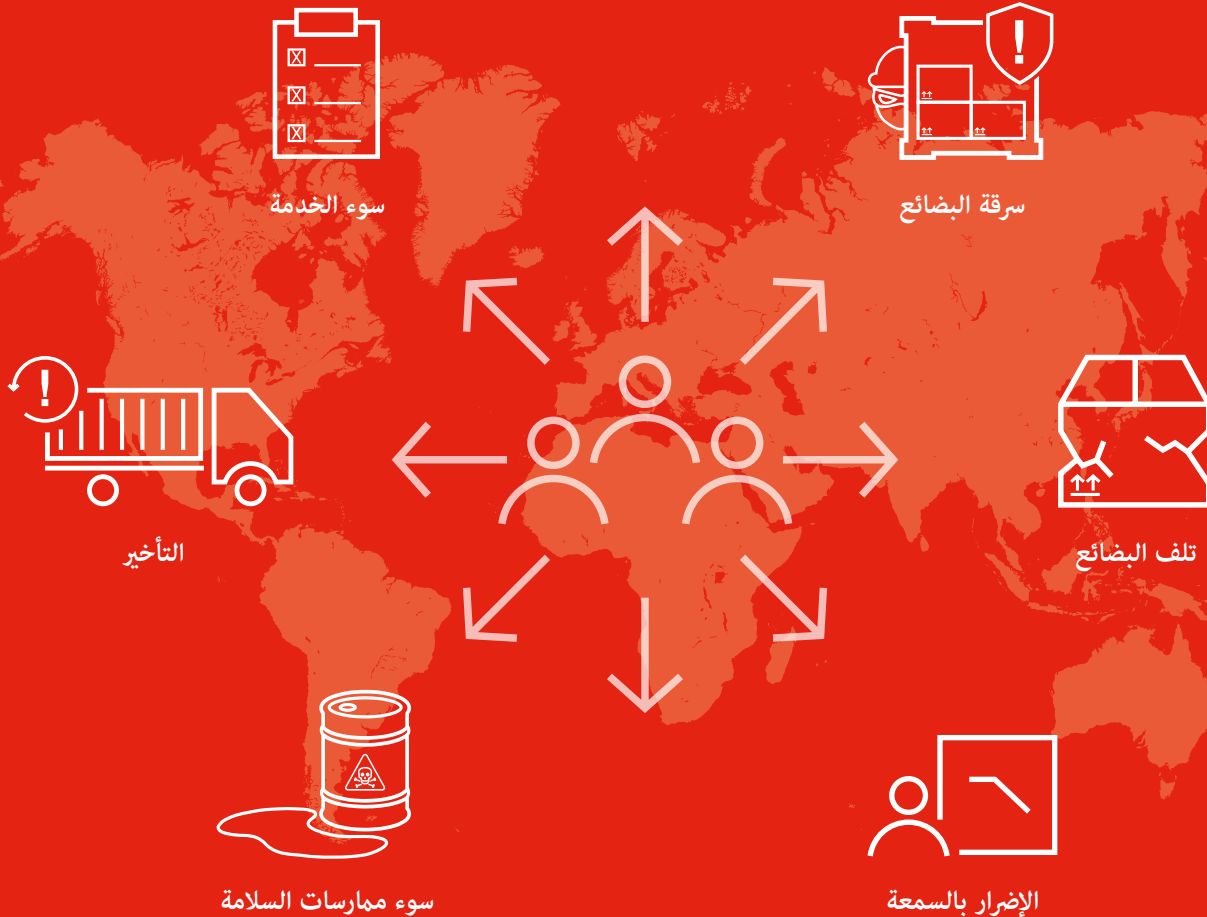 سرقة البضائع
سوء الخدمة
تلف البضائع
التأخير
الإضرار بالسمعة
سوء ممارسات السلامة